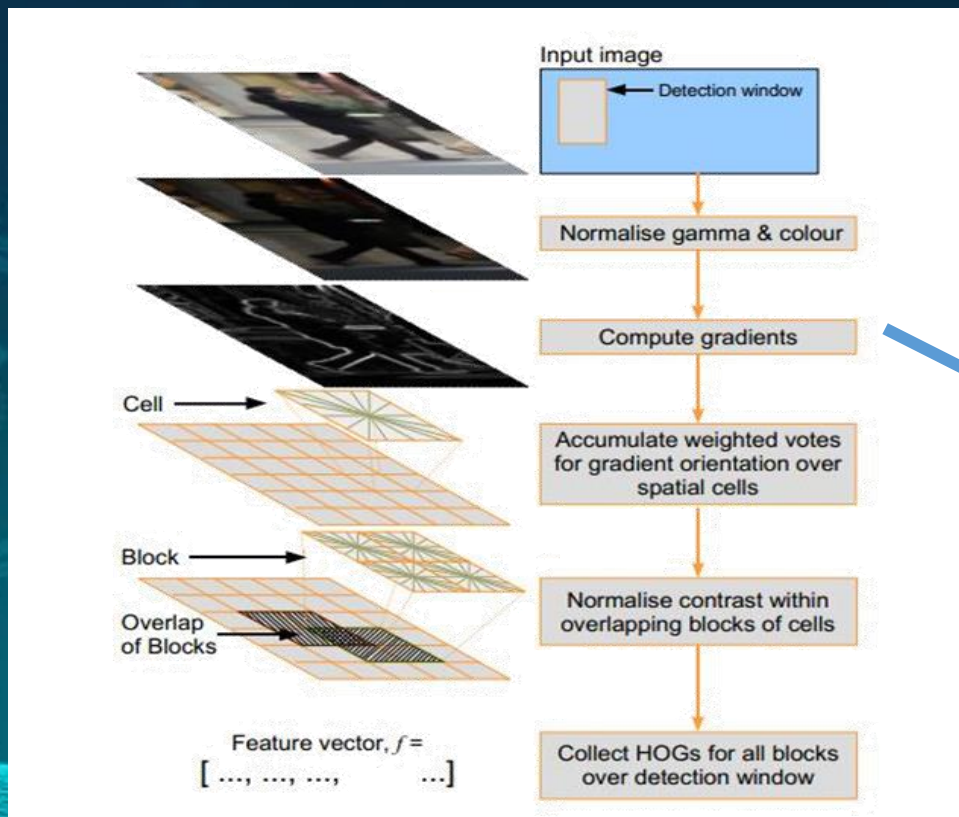 Input image
Detection window
Normalise gamma & colour
Compute gradients
Cell
Accumulate weighted votes
for gradient orientation over
spatial cells
Block
Normalise contrast within
overlapping blocks of cells
Overlap
of Blocks
Feature vector, f =
[ ..., ..., ..., ...]
Collect HOGs for all blocks
over detection window